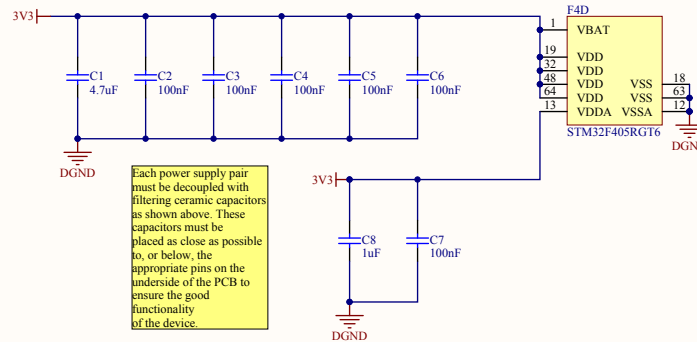 3V3
C1
4.7uF
C2
100nF
C3
100nF
C4
100nF
C5
100nF
C6
100nF
DGND
F4D
1 VBAT
19 VDD
32 VDD
48 VDD VSS 18
64 VDD VSS 63
13 VDDA VSSA 12
STM32F405RGT6
DGN
Each power supply pair
must be decoupled with
filtering ceramic capacitors
as shown above. These
capacitors must be
placed as close as possible
to, or below, the
appropriate pins on the
underside of the PCB to
ensure the good
functionality
of the device.
3V3
C8
1uF
C7
100nF
DGND